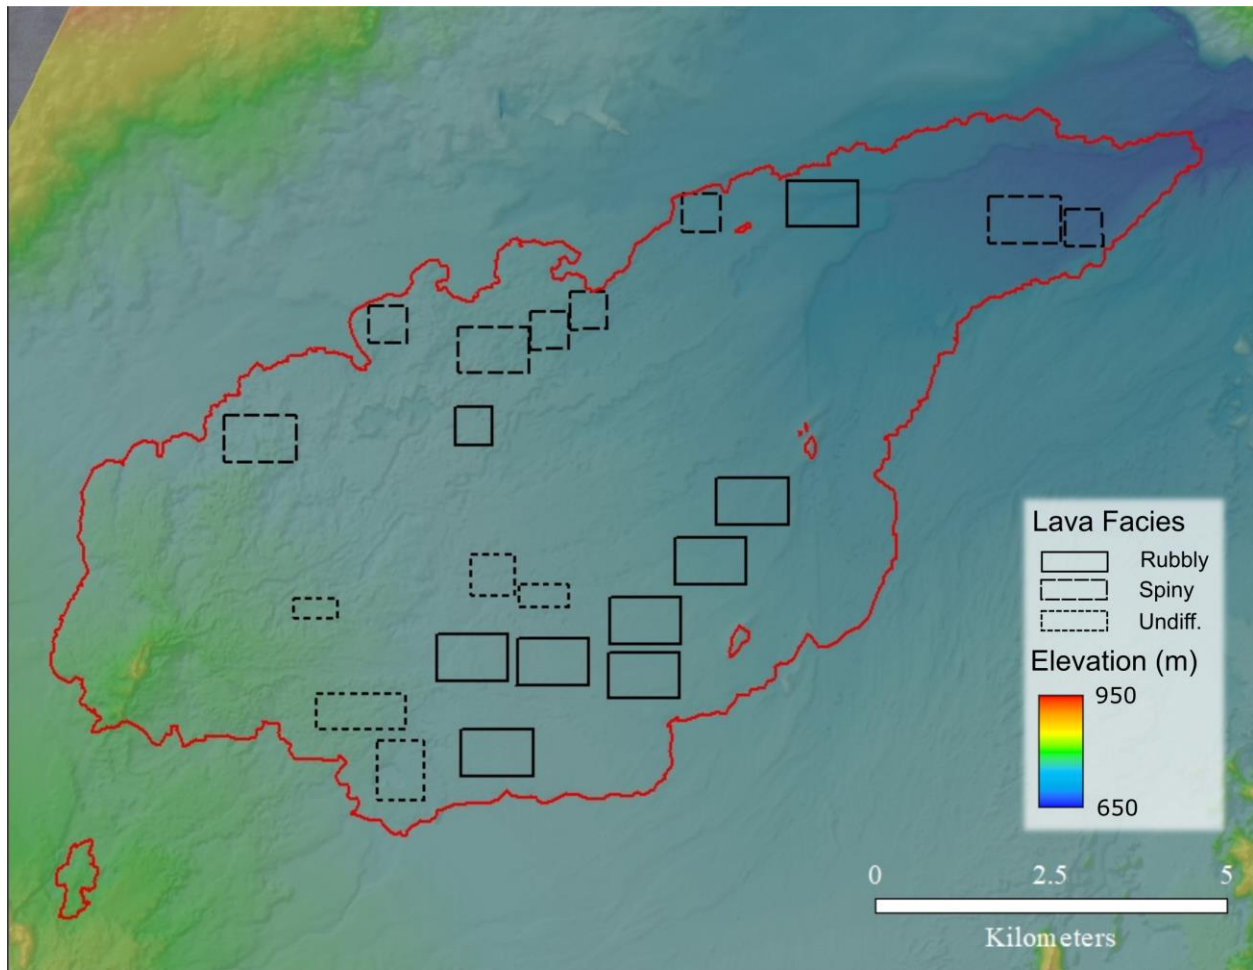 Lava Facies
Rubbly
Spiny
Undiff.
Elevation (m)
950
650
0 2.5 5
Kilometers